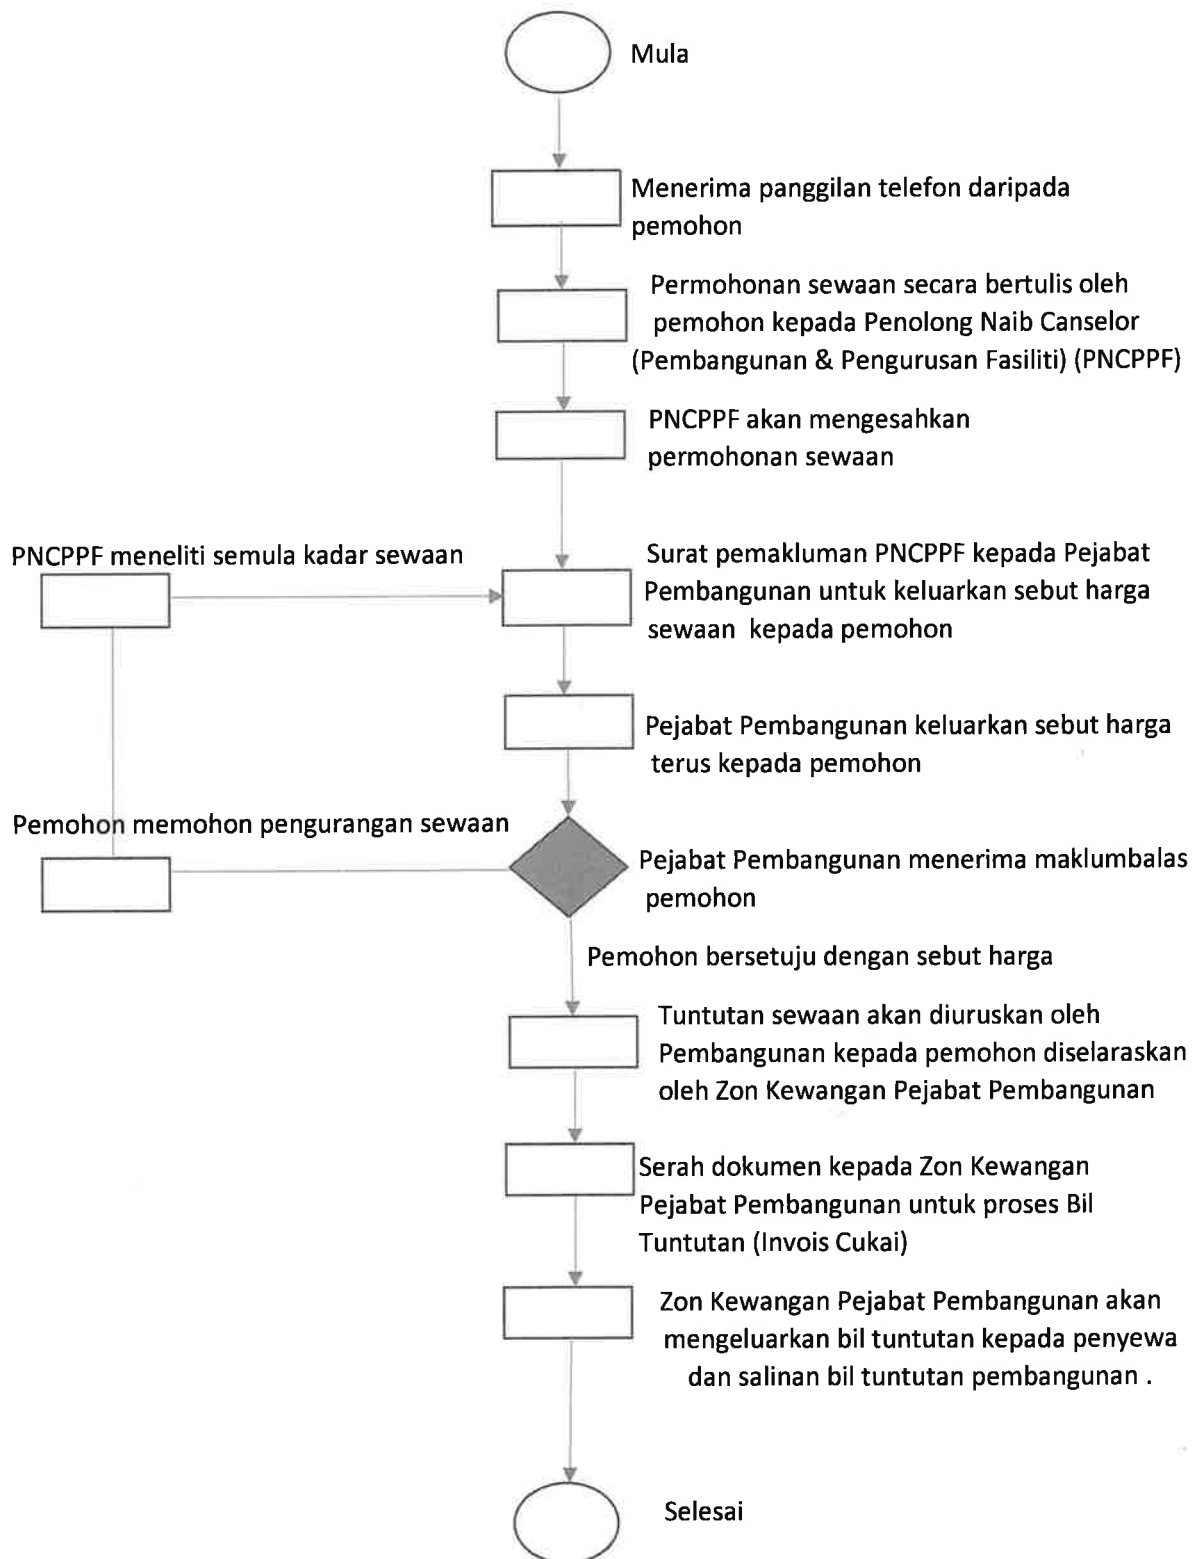 Mula
Menerima panggilan telefon daripada
pemohon
Permohonan sewaan secara bertulis oleh
pemohon kepada Penolong Naib Canselor
(Pembangunan & Pengurusan Fasiliti) (PNCPPF)
PNCPPF akan mengesahkan
permohonan sewaan
PNCPPF meneliti semula kadar sewaan
Surat pemakluman PNCPPF kepada Pejabat
Pembangunan untuk keluarkan sebut harga
sewaan kepada pemohon
Pejabat Pembangunan keluarkan sebut harga
terus kepada pemohon
Pemohon memohon pengurangan sewaan
Pejabat Pembangunan menerima maklumbalas
pemohon
Pemohon bersetuju dengan sebut harga
Tuntutan sewaan akan diuruskan oleh
Pembangunan kepada pemohon diselaraskan
oleh Zon Kewangan Pejabat Pembangunan
Serah dokumen kepada Zon Kewangan
Pejabat Pembangunan untuk proses Bil
Tuntutan (Invois Cukai)
Zon Kewangan Pejabat Pembangunan akan
mengeluarkan bil tuntutan kepada penyewa
dan salinan bil tuntutan pembangunan .
Selesai